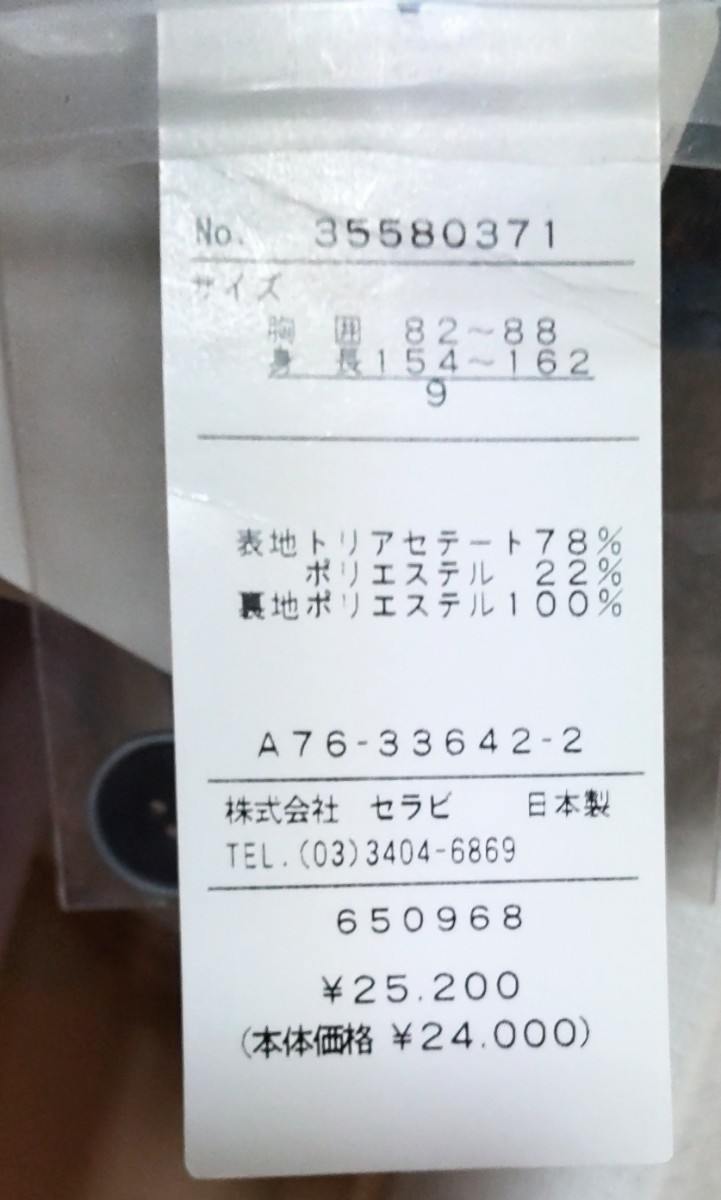 No. 35580371
サイズ
胸 囲 82～88
身 長154～162
9
表地トリアセテート78%
ポリエステル 22%
裏地ポリエステル100%
A76-33642-2
株式会社 セラビ 日本製
TEL.(03)3404-6869
650968
¥25.200
(本体価格 ¥24.000)